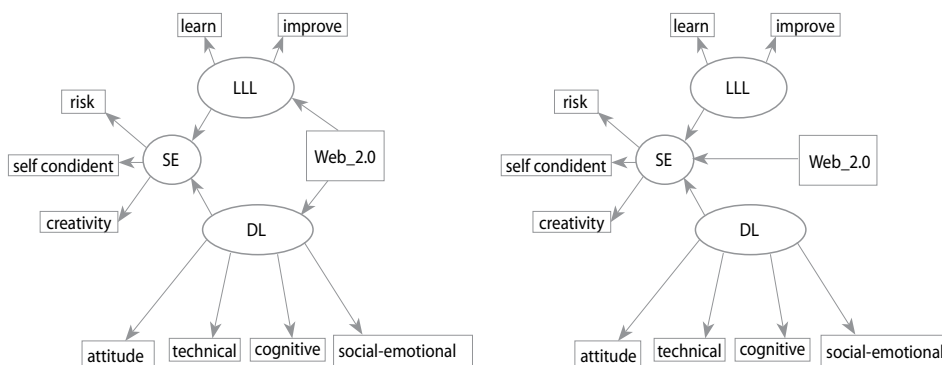 learn
improve
LLL
risk
SE
Web_2.0
self condident
creativity
DL
attitude
technical
cognitive
social-emotional
learn
improve
LLL
risk
SE
Web_2.0
self condident
creativity
DL
attitude
technical
cognitive
social-emotional